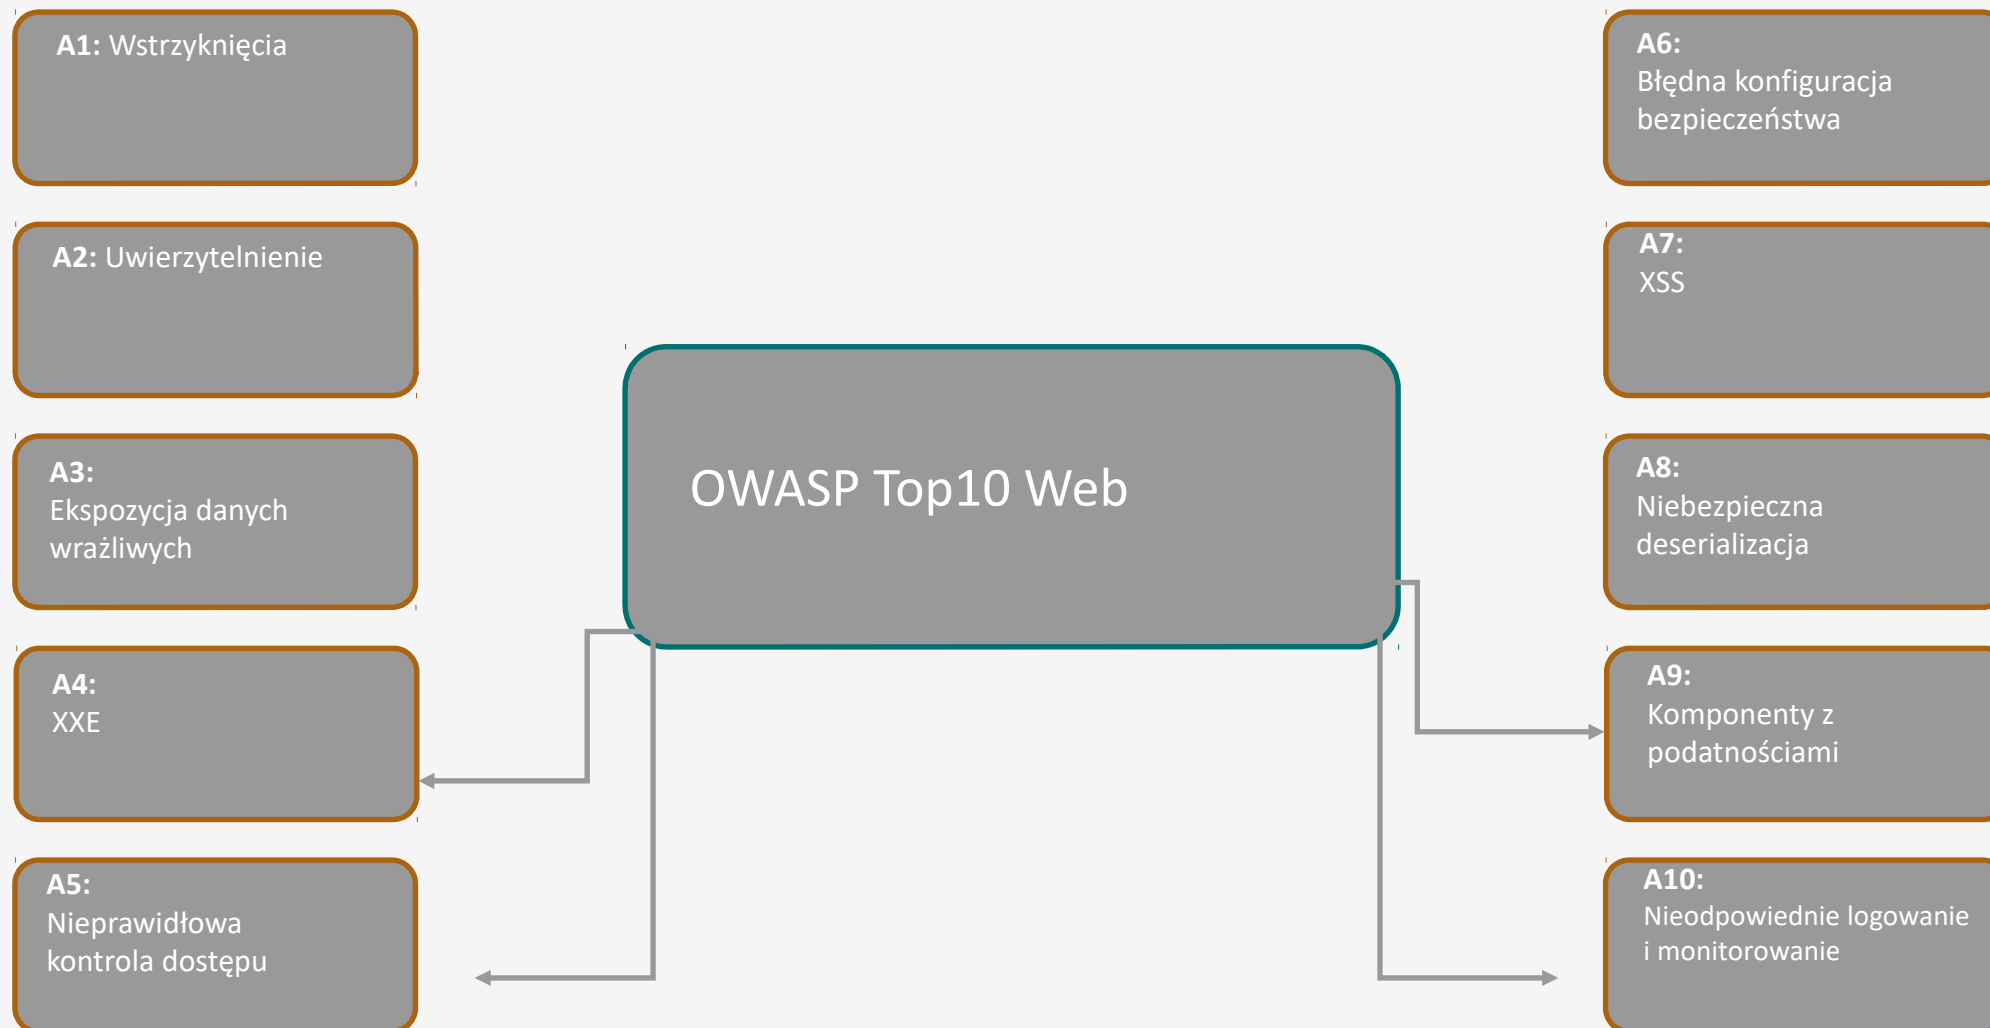 A1: Wstrzyknięcia
A2: Uwierzytelnienie
A3:
Ekspozycja danych
wrażliwych
A4:
XXE
A5:
Nieprawidłowa
kontrola dostępu
OWASP Top10 Web
A6:
Błędna konfiguracja
bezpieczeństwa
A7:
XSS
A8:
Niebezpieczna
deserializacja
A9:
Komponenty z
podatnościami
A10:
Nieodpowiednie logowanie
i monitorowanie